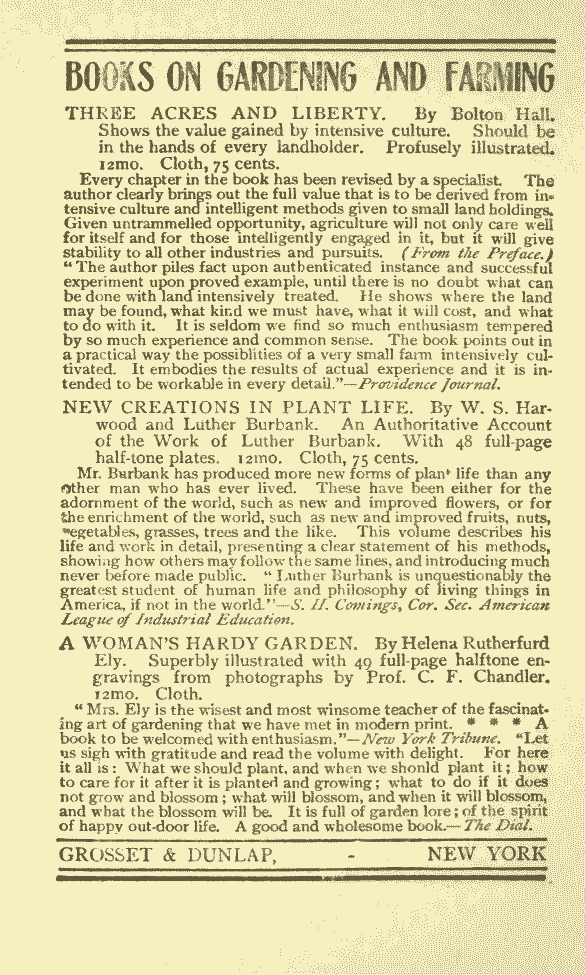 BOOKS ON GARDENING AND FARMING
THREE ACRES AND LIBERTY. By Bolton Hall.
Shows the value gained by intensive culture. Should be
in the hands of every landholder. Profusely illustrated.
12mo. Cloth, 75 cents.
Every chapter in the book has been revised by a specialist. The
author clearly brings out the full value that is to be derived from in-
tensive culture and intelligent methods given to small land holdings.
Given untrammelled opportunity, agriculture will not only care well
for itself and for those intelligently engaged in it, but it will give
stability to all other industries and pursuits. (From the Preface.)
"The author piles fact upon authenticated instance and successful
experiment upon proved example, until there is no doubt what can
be done with land intensively treated. He shows where the land
may be found, what kind we must have, what it will cost, and what
to do with it. It is seldom we find so much enthusiasm tempered
by so much experience and common sense. The book points out in
a practical way the possiblities of a very small farm intensively cul-
tivated. It embodies the results of actual experience and it is in-
tended to be workable in every detail."—Providence Journal.
NEW CREATIONS IN PLANT LIFE. By W. S. Har-
wood and Luther Burbank. An Authoritative Account
of the Work of Luther Burbank. With 48 full-page
half-tone plates. 12mo. Cloth, 75 cents.
Mr. Burbank has produced more new forms of plant life than any
other man who has ever lived. These have been either for the
adornment of the world, such as new and improved flowers, or for
the enrichment of the world, such as new and improved fruits, nuts,
vegetables, grasses, trees and the like. This volume describes his
life and work in detail, presenting a clear statement of his methods,
showing how others may follow the same lines, and introducing much
never before made public. "Luther Burbank is unquestionably the
greatest student of human life and philosophy of living things in
America, if not in the world."—S. H. Comings, Cor. Sec. American
League of Industrial Education.
A WOMAN'S HARDY GARDEN. By Helena Rutherfurd
Ely. Superbly illustrated with 49 full-page halftone en-
gravings from photographs by Prof. C. F. Chandler.
12mo. Cloth.
"Mrs. Ely is the wisest and most winsome teacher of the fascinat-
ing art of gardening that we have met in modern print. * * * A
book to be welcomed with enthusiasm."—New York Tribune. "Let
us sigh with gratitude and read the volume with delight. For here
it all is: What we should plant, and when we shonld plant it; how
to care for it after it is planted and growing; what to do if it does
not grow and blossom; what will blossom, and when it will blossom,
and what the blossom will be. It is full of garden lore; of the spirit
of happy out-door life. A good and wholesome book.—The Dial.
GROSSET & DUNLAP, - NEW YORK